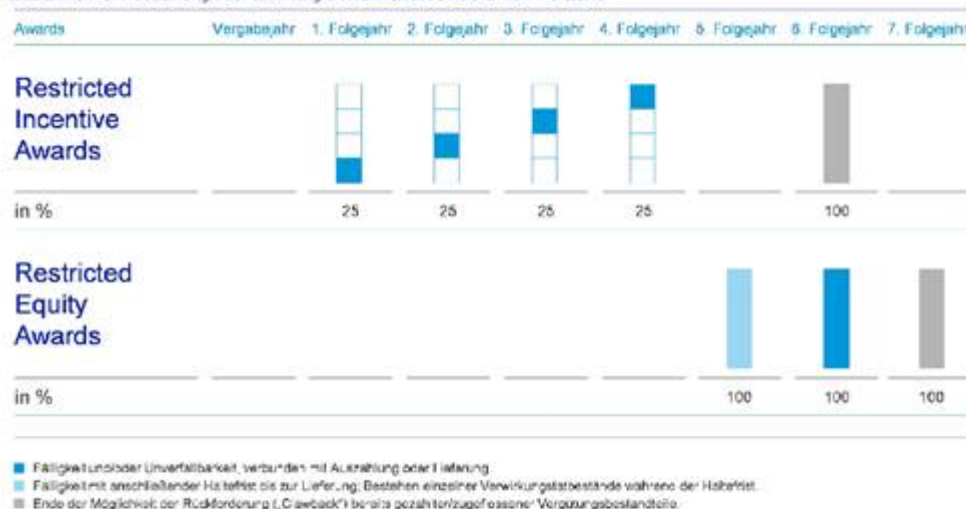 Awards Vergabejahr 1. Folgejahr 2. Folgejahr 3. Folgejahr 4. Folgejahr 5. Folgejahr 6. Folgejahr 7. Folgejahr
Restricted
Incentive
Awards
in % 25 25 25 25 100
Restricted
Equity
Awards
in % 100 100 100
Fälligkeit und/oder Unverfallbarkeit, verbunden mit Auszahlung oder Lieferung.
Fälligkeit mit anschließender Haltefrist bis zur Lieferung; Bestehen einzelner Verwirkungstatbestände während der Haltefrist.
Ende der Möglichkeit der Rückforderung („Clawback“) bereits gezahlter/zugeflossener Vergütungsbestandteile.